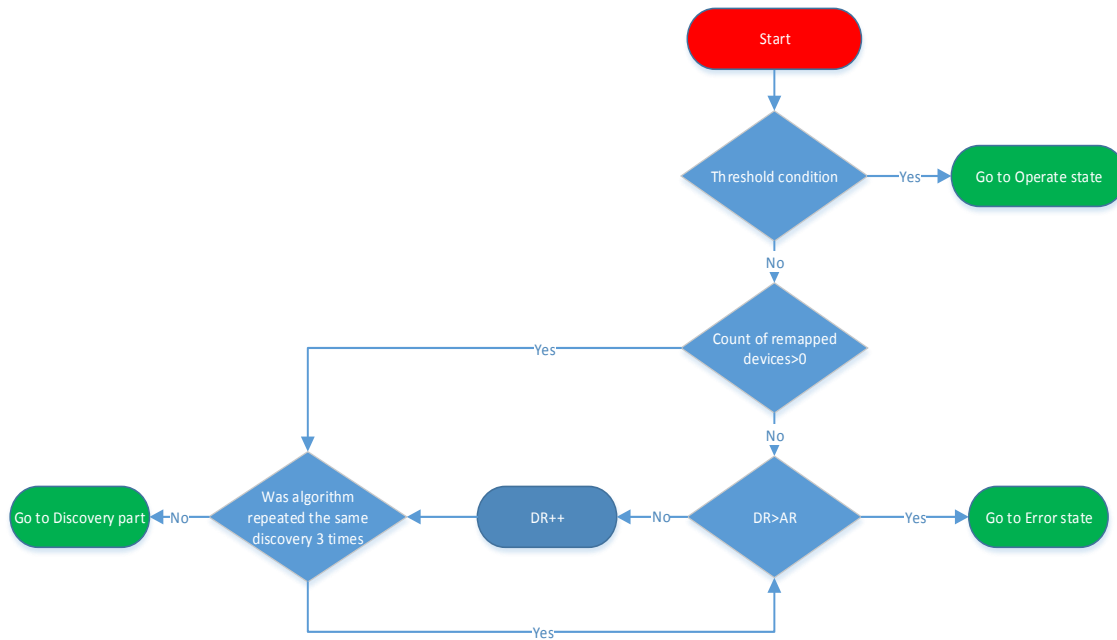 Start
Threshold condition
Yes
Go to Operate state
No
Count of remapped
devices>0
Yes
No
Was algorithm
repeated the same
discovery 3 times
Go to Discovery part
No
DR++
No
DR>AR
Yes
Go to Error state
Yes